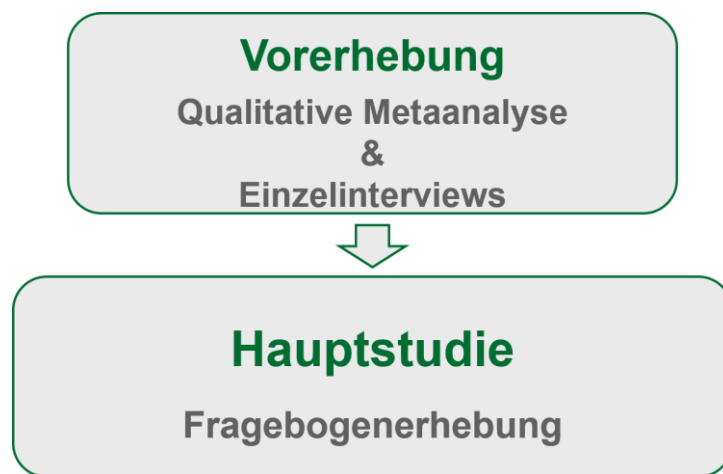 Vorerhebung
Qualitative Metaanalyse
&
Einzelinterviews
Hauptstudie
Fragebogenerhebung